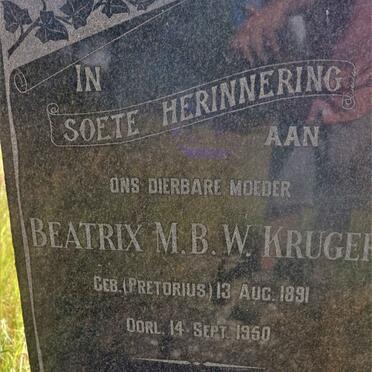 IN
SOETE HERINNERING
AAN
ONS DIERBARE MOEDER
BEATRIX M.B.W. KRUGER
GEB. (PRETORIUS) 13 AUG. 1891
OORL. 14 SEPT. 1950